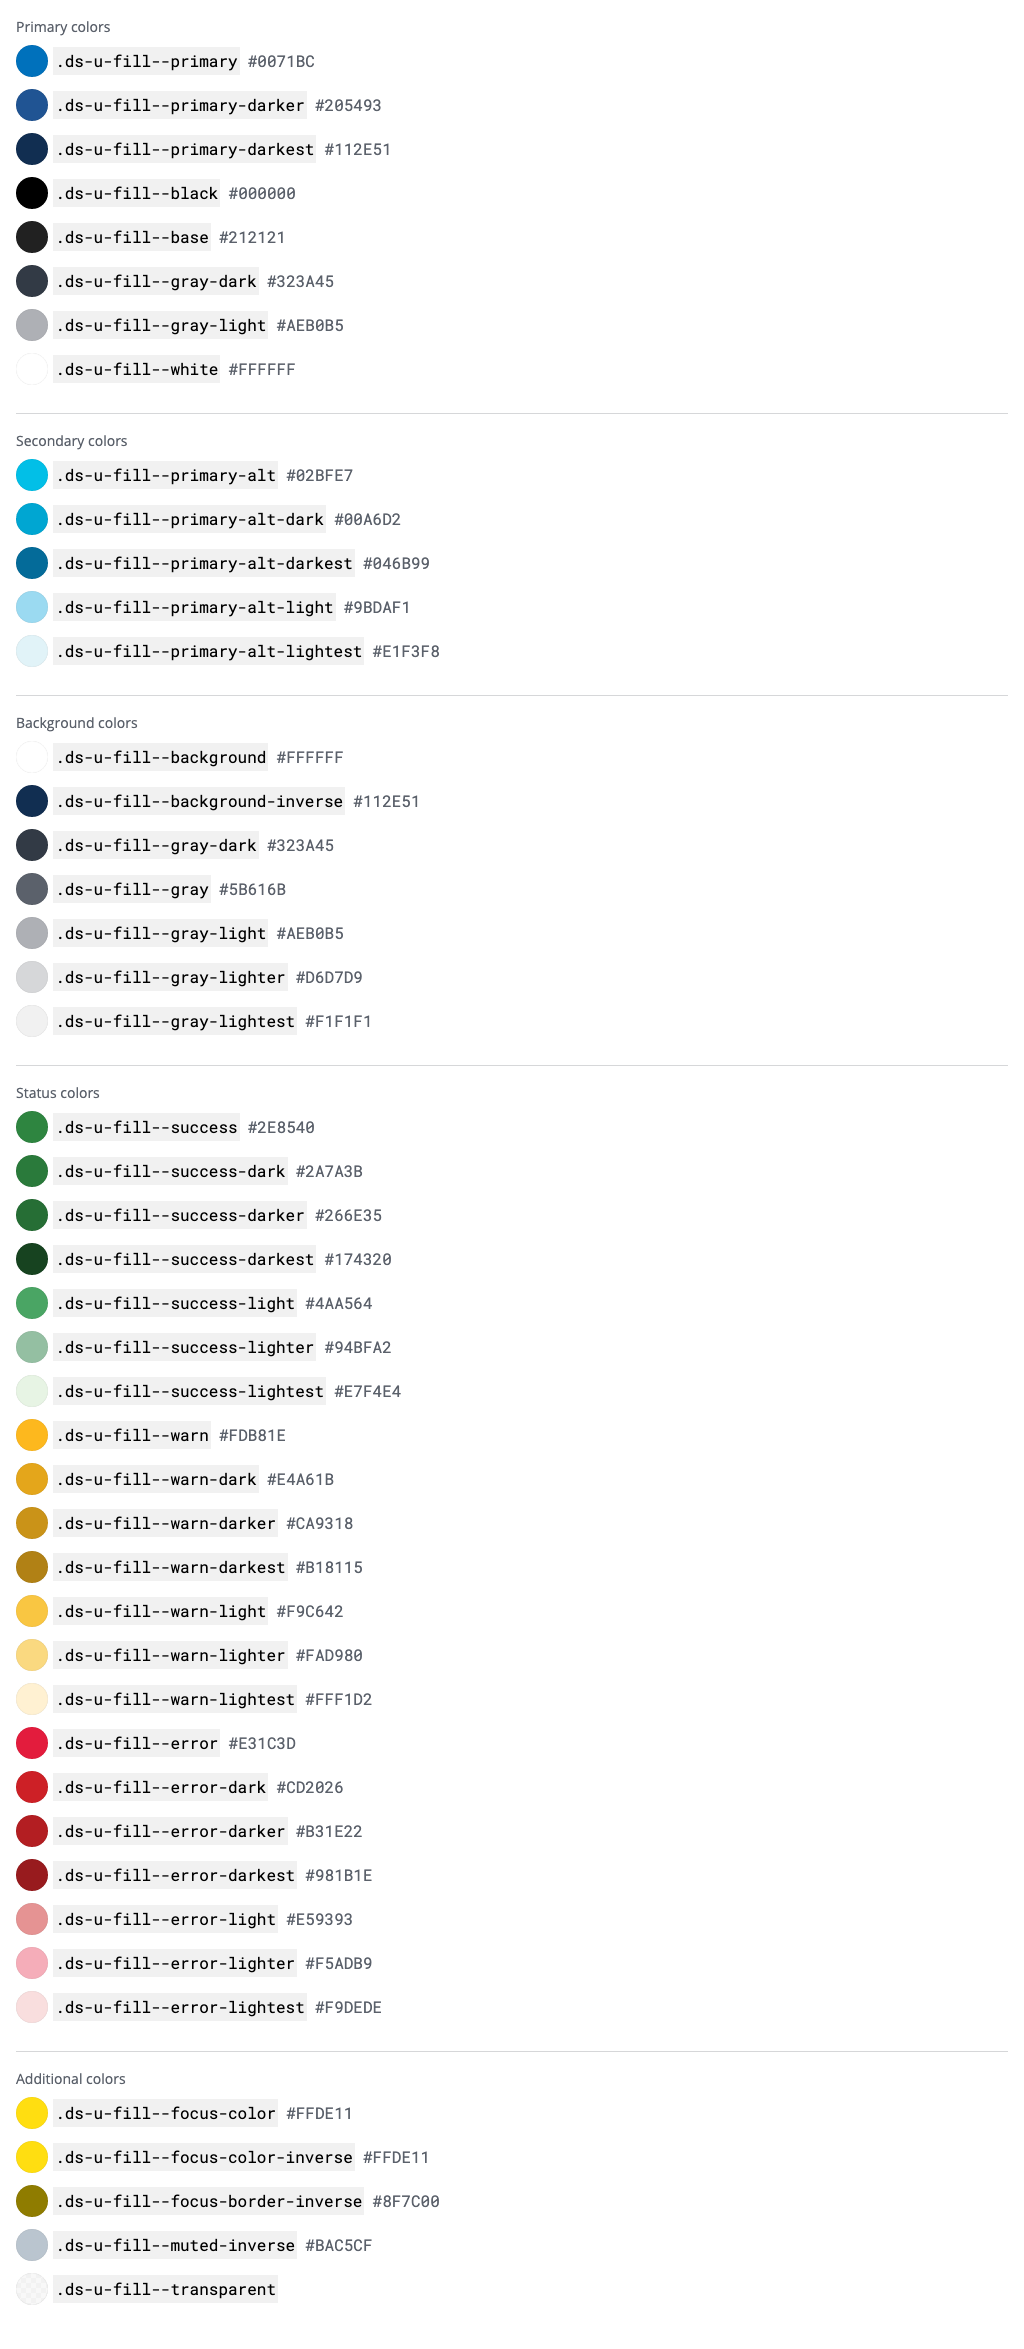 Primary colors
.ds-u-fill--primary #0071BC
.ds-u-fill--primary-darker #205493
.ds-u-fill--primary-darkest #112E51
.ds-u-fill--black #000000
.ds-u-fill--base #212121
.ds-u-fill--gray-dark #323A45
.ds-u-fill--gray-light #AEB0B5
.ds-u-fill--white #FFFFFF
Secondary colors
.ds-u-fill--primary-alt #02BFE7
.ds-u-fill--primary-alt-dark #00A6D2
.ds-u-fill--primary-alt-darkest #046B99
.ds-u-fill--primary-alt-light #9BDAF1
.ds-u-fill--primary-alt-lightest #E1F3F8
Background colors
.ds-u-fill--background #FFFFFF
.ds-u-fill--background-inverse #112E51
.ds-u-fill--gray-dark #323A45
.ds-u-fill--gray #5B616B
.ds-u-fill--gray-light #AEB0B5
.ds-u-fill--gray-lighter #D6D7D9
.ds-u-fill--gray-lightest #F1F1F1
Status colors
.ds-u-fill--success #2E8540
.ds-u-fill--success-dark #2A7A3B
.ds-u-fill--success-darker #266E35
.ds-u-fill--success-darkest #174320
.ds-u-fill--success-light #4AA564
.ds-u-fill--success-lighter #94BFA2
.ds-u-fill--success-lightest #E7F4E4
.ds-u-fill--warn #FDB81E
.ds-u-fill--warn-dark #E4A61B
.ds-u-fill--warn-darker #CA9318
.ds-u-fill--warn-darkest #B18115
.ds-u-fill--warn-light #F9C642
.ds-u-fill--warn-lighter #FAD980
.ds-u-fill--warn-lightest #FFF1D2
.ds-u-fill--error #E31C3D
.ds-u-fill--error-dark #CD2026
.ds-u-fill--error-darker #B31E22
.ds-u-fill--error-darkest #981B1E
.ds-u-fill--error-light #E59393
.ds-u-fill--error-lighter #F5ADB9
.ds-u-fill--error-lightest #F9DEDE
Additional colors
.ds-u-fill--focus-color #FFDE11
.ds-u-fill--focus-color-inverse #FFDE11
.ds-u-fill--focus-border-inverse #8F7C00
.ds-u-fill--muted-inverse #BAC5CF
.ds-u-fill--transparent